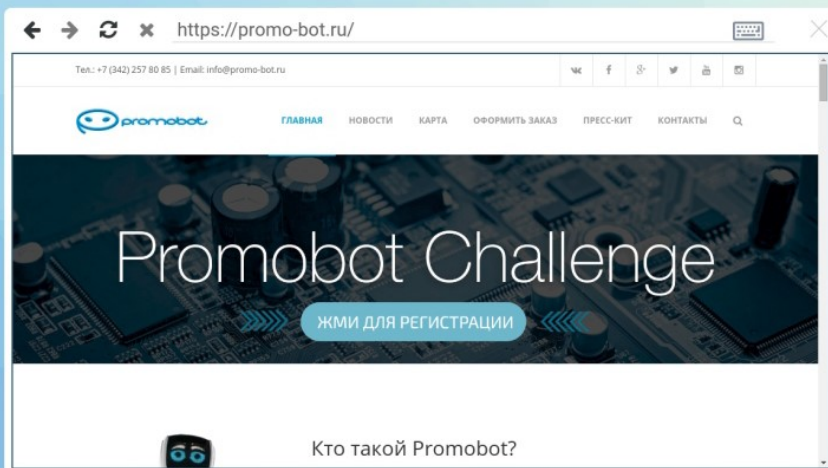 https://promo-bot.ru/
Тел.: +7 (342) 257 80 85 | Email: info@promo-bot.ru
promobot
ГЛАВНАЯ НОВОСТИ КАРТА ОФОРМИТЬ ЗАКАЗ ПРЕСС-КИТ КОНТАКТЫ
Promobot Challenge
ЖМИ ДЛЯ РЕГИСТРАЦИИ
Кто такой Promobot?